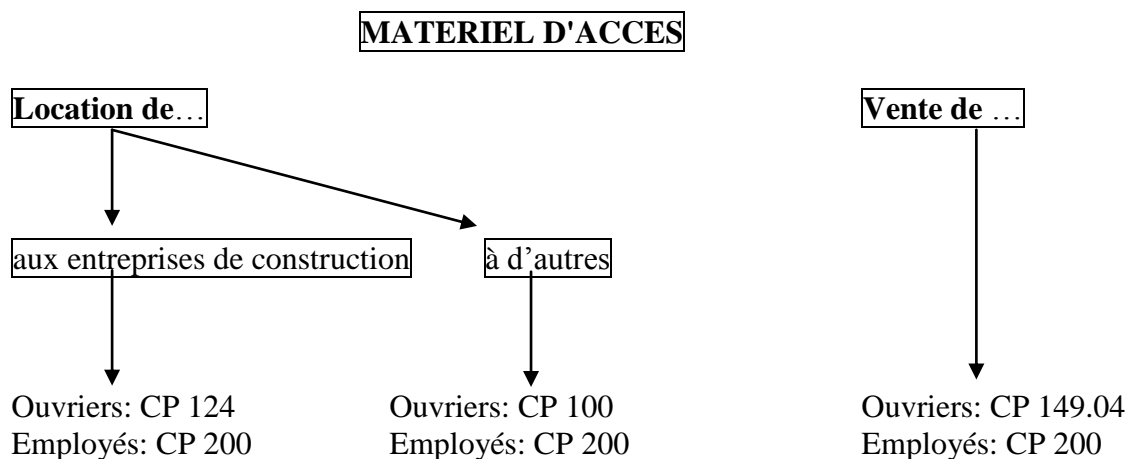 MATERIEL D'ACCES
Location de…
Vente de …
aux entreprises de construction
à d’autres
Ouvriers: CP 124
Employés: CP 200
Ouvriers: CP 100
Employés: CP 200
Ouvriers: CP 149.04
Employés: CP 200